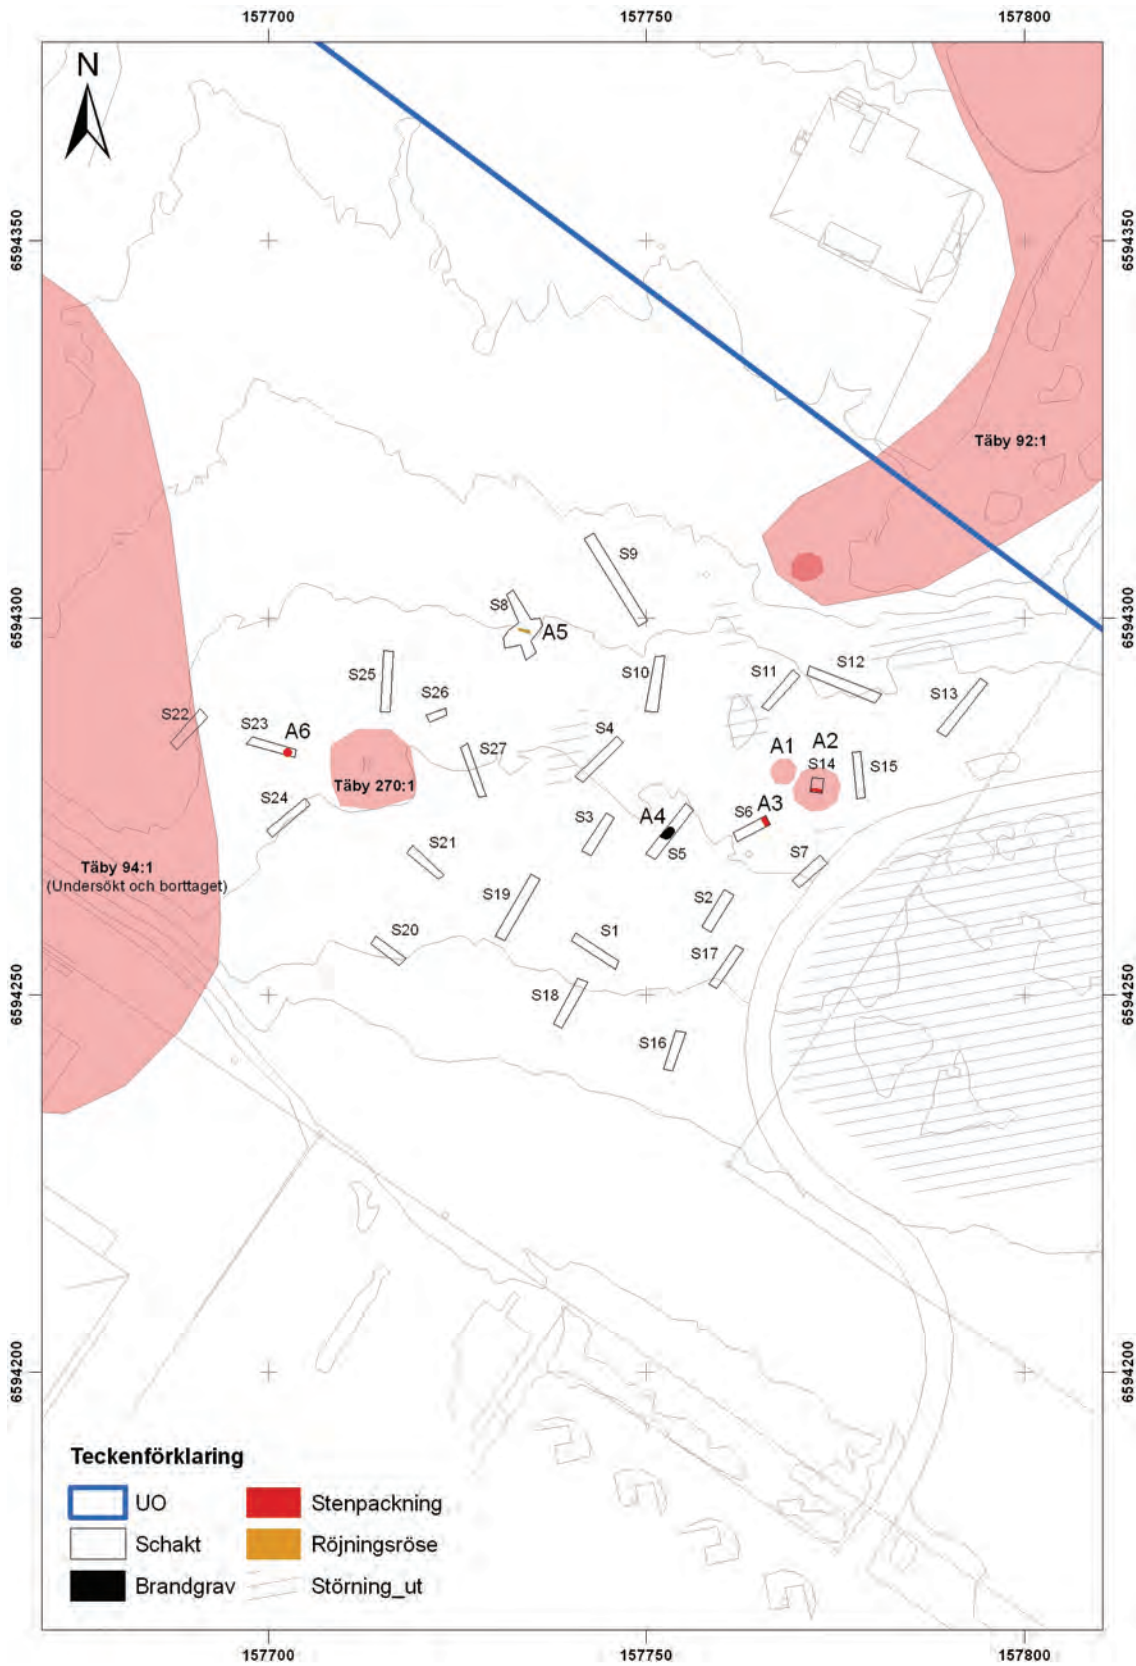 157700
157750
157800
N
6594350
6594350
Täby 92:1
S9
S8
A5
6594300
6594300
S25
S26
S10
S11
S12
S13
S22
S23
A6
S27
S4
A1
A2
S14
S15
Täby 270:1
S24
S3
A4
S5
S6
A3
S7
S21
Täby 94:1
(Undersökt och borttaget)
S19
S2
S20
S1
S17
6594250
6594250
S18
S16
6594200
6594200
Teckenförklaring
UO
Stenpackning
Schakt
Röjningsröse
Brandgrav
Störning_ut
157700
157750
157800